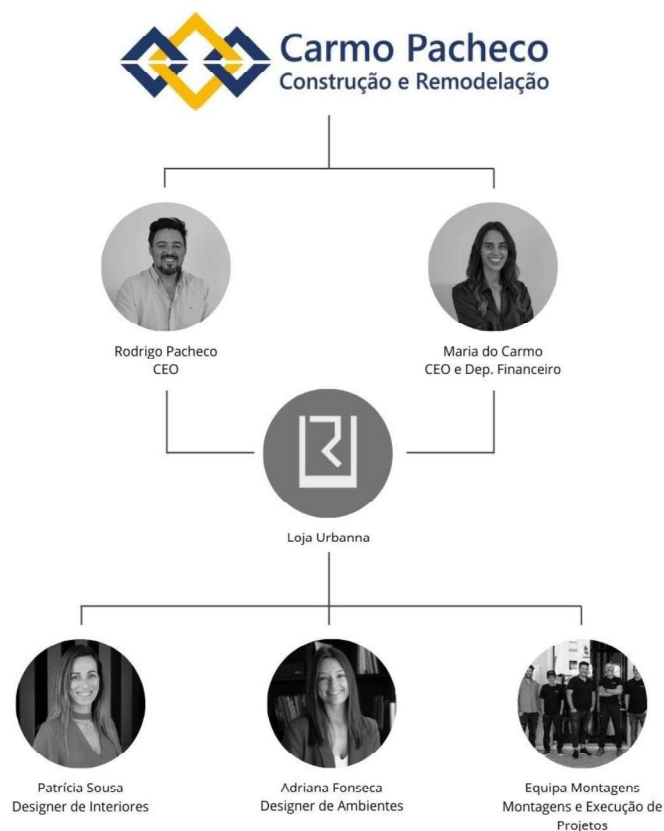 Carmo Pacheco
Construção e Remodelação
Rodrigo Pacheco
CEO
Maria do Carmo
CEO e Dep. Financeiro
Loja Urbanna
Patrícia Sousa
Designer de Interiores
Adriana Fonseca
Designer de Ambientes
Equipa Montagens
Montagens e Execução de
Projetos